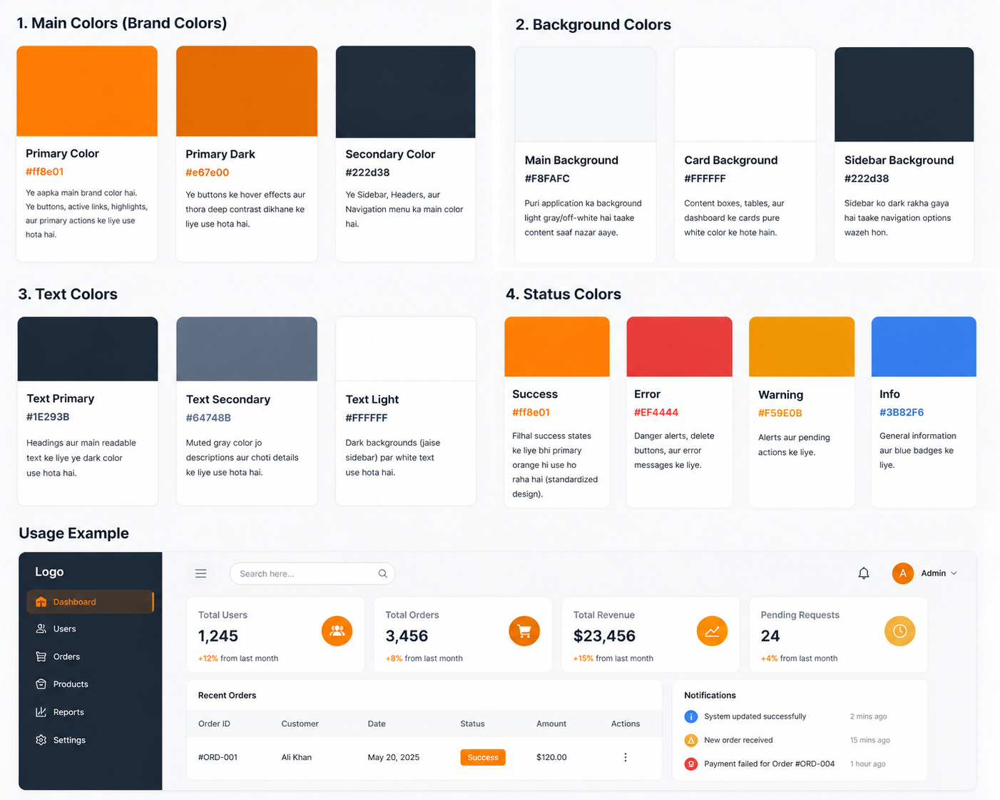 1. Main Colors (Brand Colors)
Primary Color
#ff8e01
Ye aapka main brand color hai.
Ye buttons, active links, highlights,
aur primary actions ke liye use
hota hai.
Primary Dark
#e67e00
Ye buttons ke hover effects aur
thora deep contrast dikhane ke
liye use hota hai.
Secondary Color
#222d38
Ye Sidebar, Headers, aur
Navigation menu ka main color
hai.
2. Background Colors
Main Background
#F8FAFC
Puri application ka background
light gray/off-white hai taake
content saaf nazar aaye.
Card Background
#FFFFFF
Content boxes, tables, aur
dashboard ke cards pure
white color ke hote hain.
Sidebar Background
#222d38
Sidebar ko dark rakha gaya
hai taake navigation options
wazeh hon.
3. Text Colors
Text Primary
#1E293B
Headings aur main readable
text ke liye ye dark color
use hota hai.
Text Secondary
#64748B
Muted gray color jo
descriptions aur choti details
ke liye use hota hai.
Text Light
#FFFFFF
Dark backgrounds (jaise
sidebar) par white text
use hota hai.
4. Status Colors
Success
#ff8e01
Filhal success states
ke liye bhi primary
orange hi use ho
raha hai (standardized
design).
Error
#EF4444
Danger alerts, delete
buttons, aur error
messages ke liye.
Warning
#F59E0B
Alerts aur pending
actions ke liye.
Info
#3B82F6
General information
aur blue badges ke
liye.
Usage Example
Logo
Dashboard
Users
Orders
Products
Reports
Settings
Search here...
A Admin
Total Users
1,245
+12% from last month
Total Orders
3,456
+8% from last month
Total Revenue
$23,456
+15% from last month
Pending Requests
24
+4% from last month
Recent Orders
Order ID Customer Date Status Amount Actions
#ORD-001 Ali Khan May 20, 2025 Success $120.00
Notifications
System updated successfully 2 mins ago
New order received 15 mins ago
Payment failed for Order #ORD-004 1 hour ago